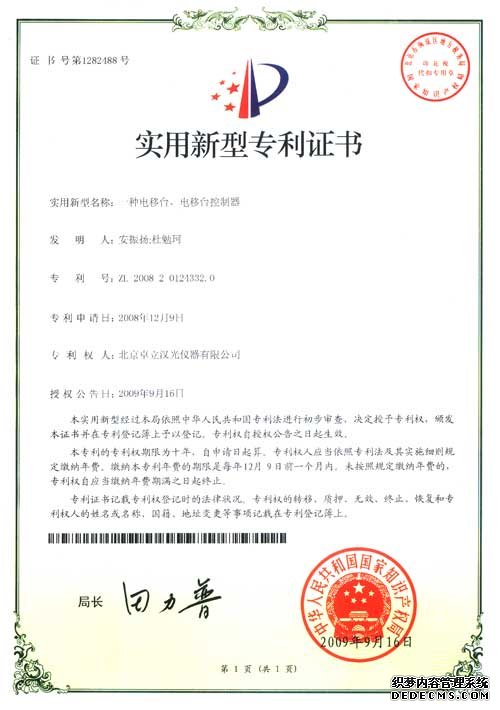 证书号第1282488号
印花税
代扣专用章
实用新型专利证书
实用新型名称：一种电移台、电移台控制器
发明人：安振扬;杜勉珂
专利号：ZL 2008 2 0124332.0
专利申请日：2008年12月9日
专利权人：北京卓立汉光仪器有限公司
授权公告日：2009年9月16日
本实用新型经过本局依照中华人民共和国专利法进行初步审查，决定授予专利权，颁发
本证书并在专利登记簿上予以登记。专利权自授权公告之日起生效。
本专利的专利权期限为十年，自申请日起算。专利权人应当依照专利法及其实施细则规
定缴纳年费。缴纳本专利年费的期限是每年12月9日前一个月内。未按照规定缴纳年费的，
专利权自应当缴纳年费期满之日起终止。
专利证书记载专利权登记时的法律状况。专利权的转移、质押、无效、终止、恢复和专
利权人的姓名或名称、国籍、地址变更等事项记载在专利登记簿上。
局长 田力普
中华人民共和国国家知识产权局
2009年9月16日
第1页(共1页)
织梦内容管理系统
DEDECMS.COM